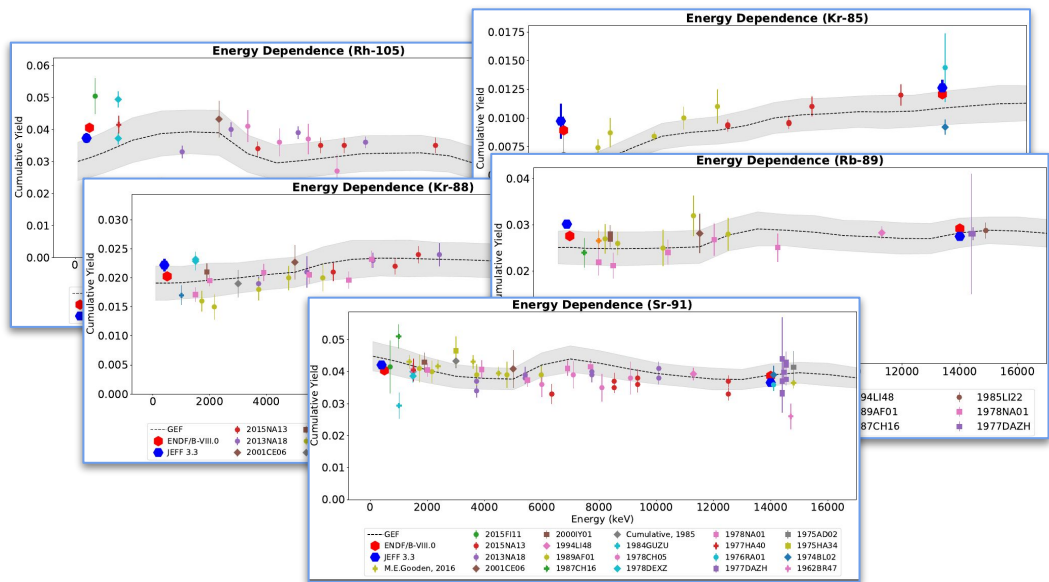 Energy Dependence (Kr-85)
0.0175
0.0150
0.0125
0.0100
0.0075
Cumulative Yield
Energy Dependence (Rh-105)
0.06
0.05
0.04
0.03
0.02
0.01
0.00
Cumulative Yield
0
Energy Dependence (Rb-89)
0.04
0.03
0.02
Cumulative Yield
12000 14000 16000
94LI48 1985LI22
89AF01 1978NA01
87CH16 1977DAZH
Energy Dependence (Kr-88)
0.030
0.025
0.020
0.015
0.010
0.005
0.000
Cumulative Yield
0 2000 4000
GEF 2015NA13
ENDF/B-VIII.0 2013NA18
JEFF 3.3 2001CE06
Energy Dependence (Sr-91)
0.05
0.04
0.03
0.02
0.01
0.00
Cumulative Yield
0 2000 4000 6000 8000 10000 12000 14000 16000
Energy (keV)
GEF 2015FI11 2000IY01 Cumulative, 1985 1978NA01 1975AD02
ENDF/B-VIII.0 2015NA13 1994LI48 1984GUZU 1977HA40 1975HA34
JEFF 3.3 2013NA18 1989AF01 1978CH05 1976RA01 1974BL02
M.E.Gooden, 2016 2001CE06 1987CH16 1978DEXZ 1977DAZH 1962BR47